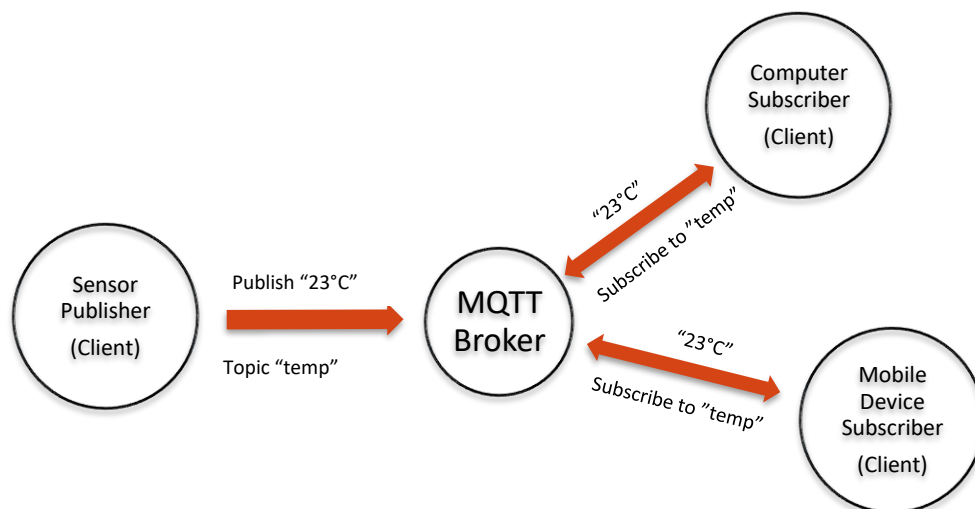 Computer
Subscriber
(Client)
“23°C”
Subscribe to ”temp”
Sensor
Publisher
(Client)
Publish “23°C”
Topic “temp”
MQTT
Broker
“23°C”
Subscribe to ”temp”
Mobile
Device
Subscriber
(Client)